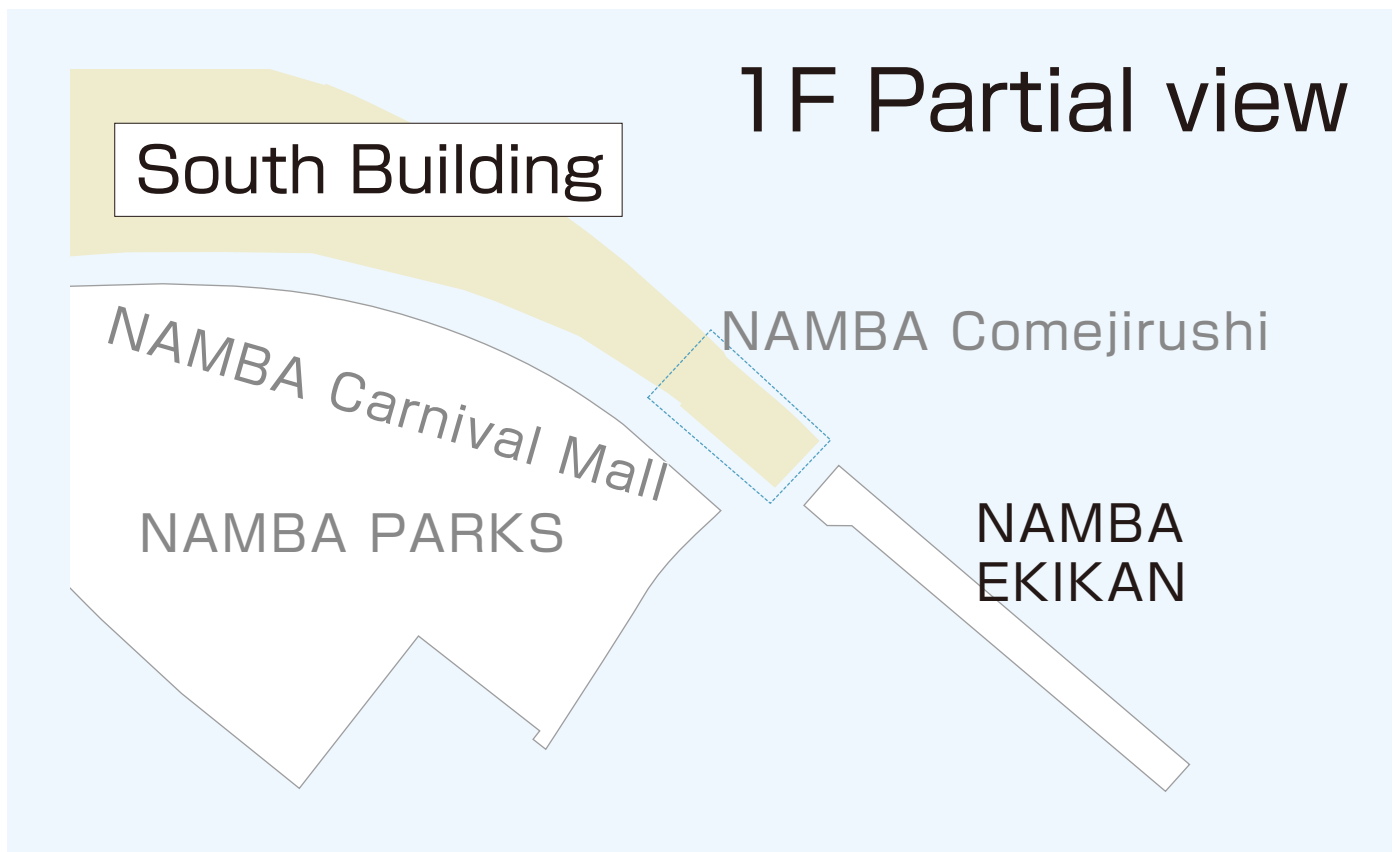 1F Partial view
South Building
NAMBA Comejirushi
NAMBA Carnival Mall
NAMBA PARKS
NAMBA
EKIKAN